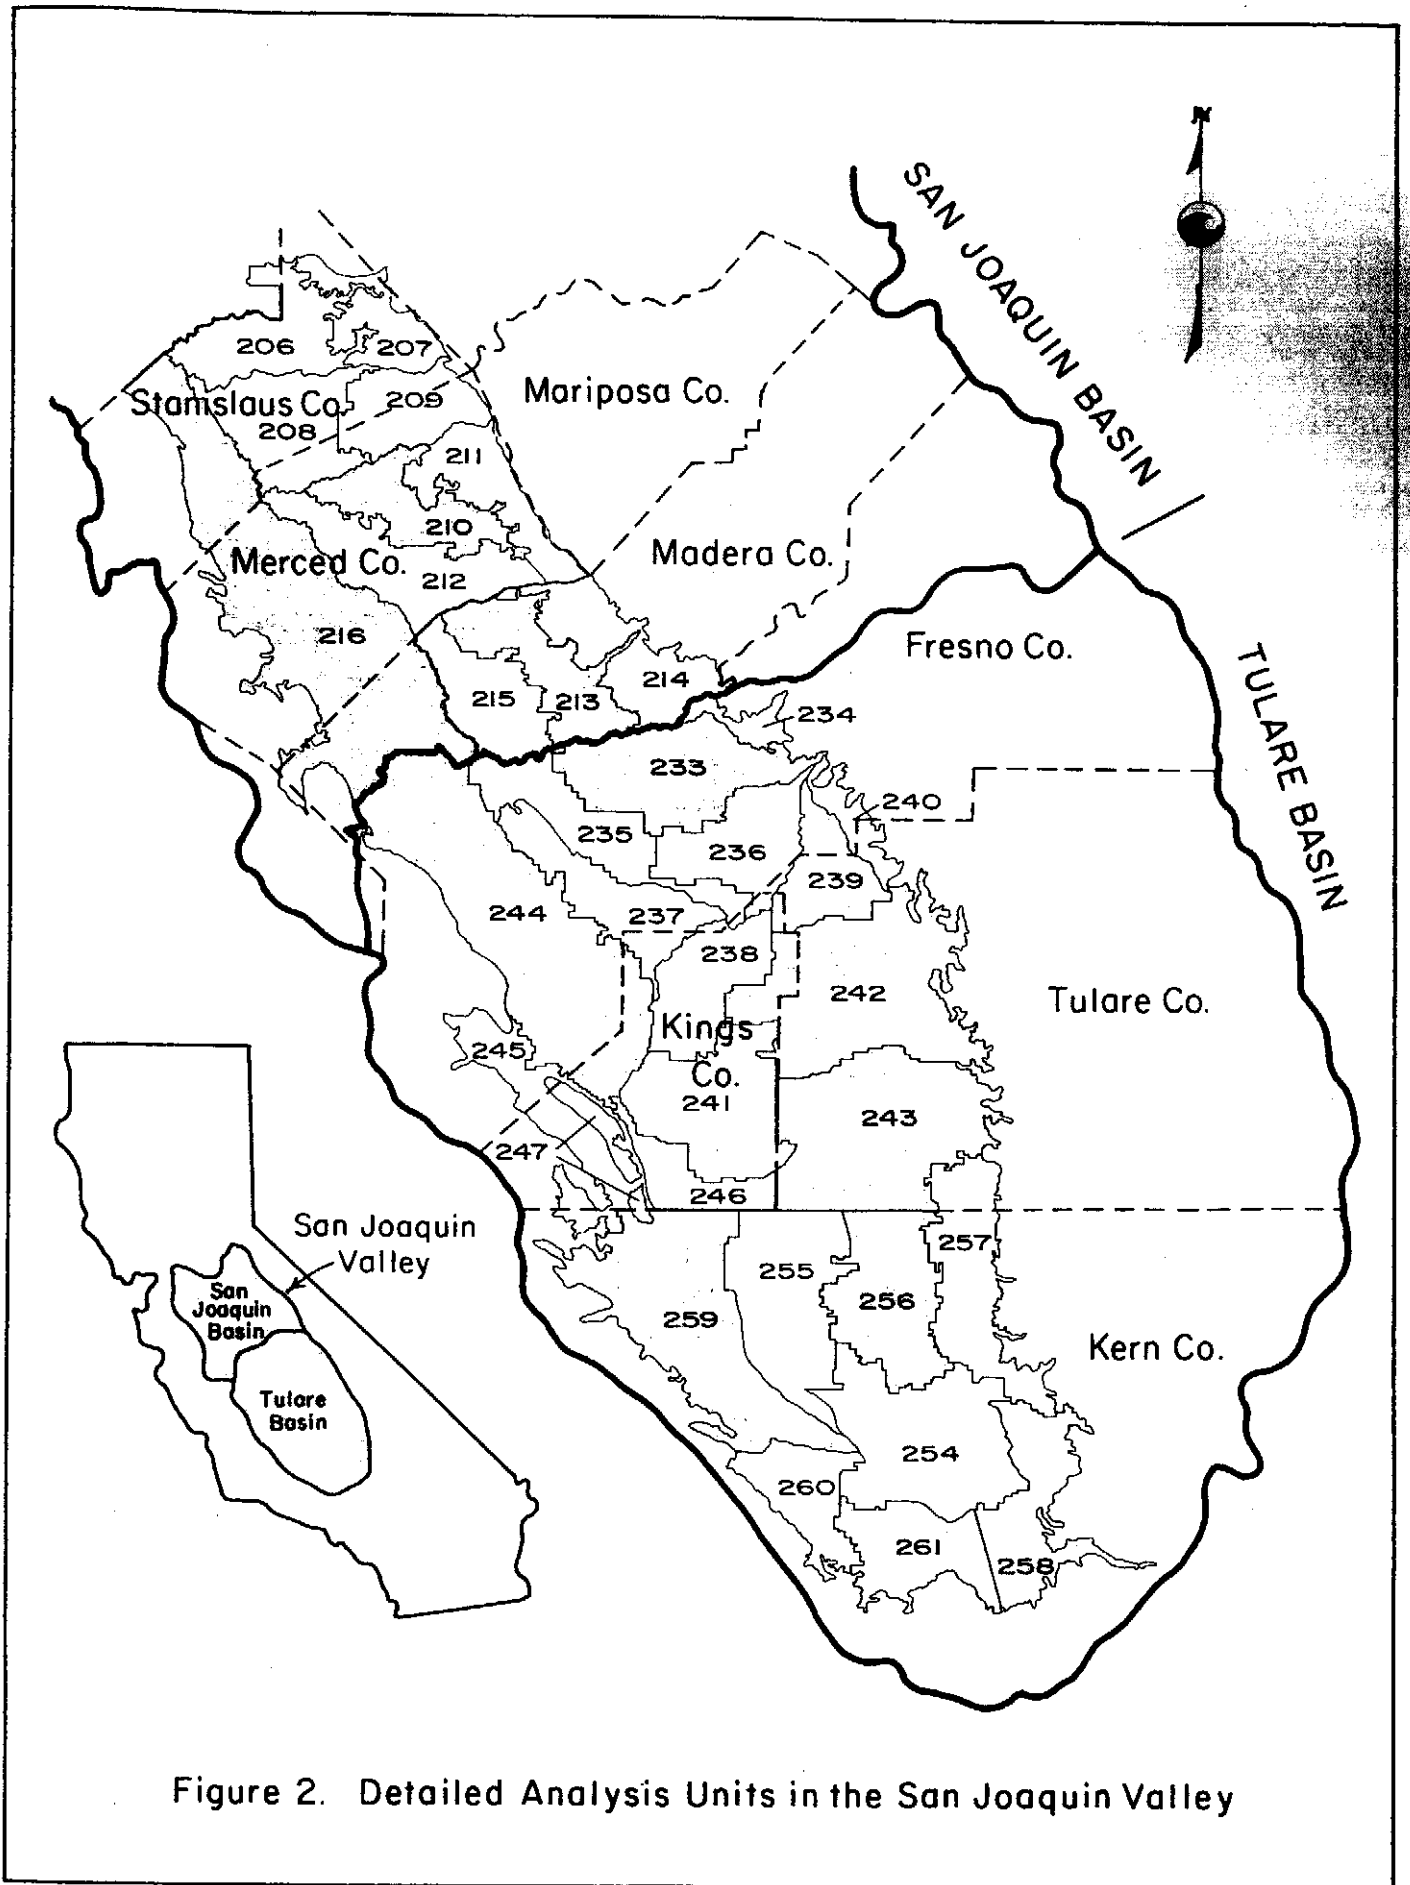 N
SAN JOAQUIN BASIN
TULARE BASIN
206
207
Stanislaus Co.
208
209
Mariposa Co.
211
210
Merced Co.
212
Madera Co.
216
Fresno Co.
215
213
214
234
233
240
235
236
239
244
237
238
242
Tulare Co.
Kings
Co.
245
241
243
247
246
257
255
256
259
Kern Co.
254
260
261
258
San Joaquin
Valley
San
Joaquin
Basin
Tulare
Basin
Figure 2. Detailed Analysis Units in the San Joaquin Valley